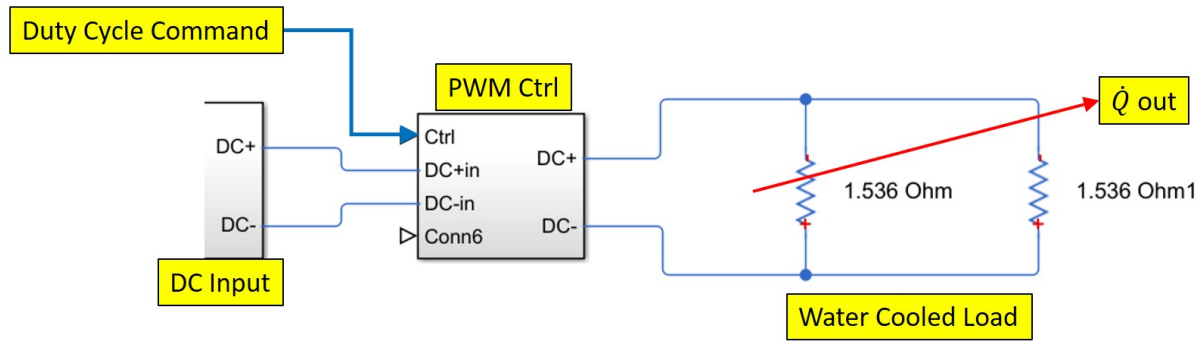 Duty Cycle Command
PWM Ctrl
Q̇ out
DC+
DC-
Ctrl
DC+in
DC-in
Conn6
DC+
DC-
1.536 Ohm
1.536 Ohm1
DC Input
Water Cooled Load